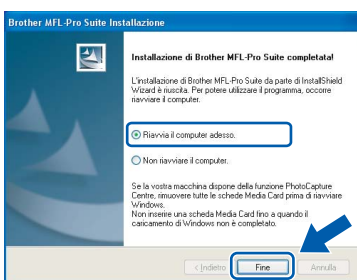 Brother MFL-Pro Suite Installazione
Installazione di Brother MFL-Pro Suite completata!
L'installazione di Brother MFL-Pro Suite da parte di InstallShield
Wizard è riuscita. Per potere utilizzare il programma, occorre
riavviare il computer.
Riavvia il computer adesso.
Non riavviare il computer.
Se la vostra macchina dispone della funzione PhotoCapture
Centre, rimuovere tutte le schede Media Card prima di riavviare
Windows.
Non inserire una scheda Media Card fino a quando il
caricamento di Windows non è completato.
< Indietro
Fine
Annulla